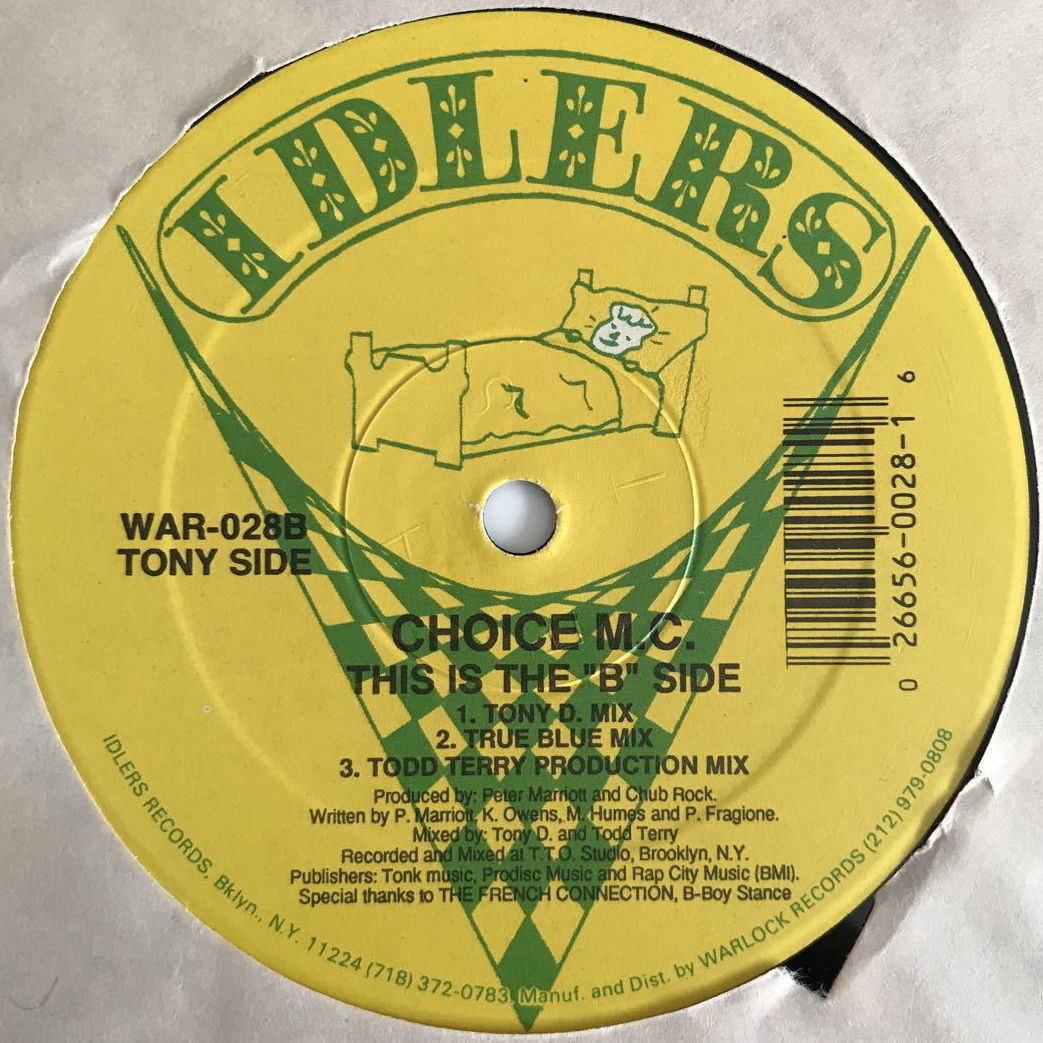 IDLERS
WAR-028B
TONY SIDE
0 26656-0028-1 6
CHOICE M.C.
THIS IS THE "B" SIDE
1. TONY D. MIX
2. TRUE BLUE MIX
3. TODD TERRY PRODUCTION MIX
Produced by: Peter Marriott and Chub Rock.
Written by P. Marriott, K. Owens, M. Humes and P. Fragione.
Mixed by: Tony D. and Todd Terry
Recorded and Mixed at T.T.O. Studio, Brooklyn, N.Y.
Publishers: Tonk music, Prodisc Music and Rap City Music (BMI).
Special thanks to THE FRENCH CONNECTION, B-Boy Stance
IDLERS RECORDS, Bklyn., N.Y. 11224 (718) 372-0783, Manuf. and Dist. by WARLOCK RECORDS (212) 979-0808